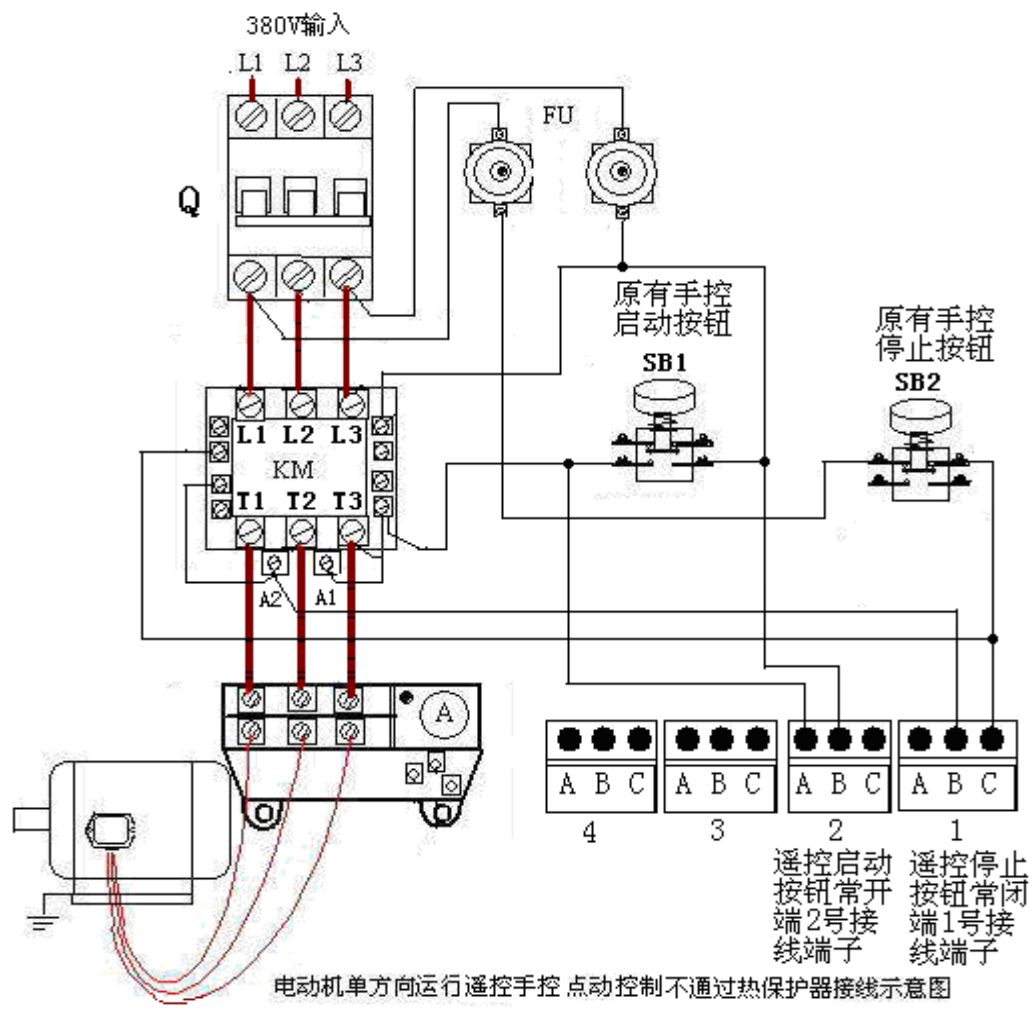 380V输入
L1 L2 L3
FU
Q
原有手控
启动按钮
SB1
原有手控
停止按钮
SB2
L1 L2 L3
KM
T1 T2 T3
A2 A1
A
A B C
4
A B C
3
A B C
2
遥控启动
按钮常开
端2号接
线端子
A B C
1
遥控停止
按钮常闭
端1号接
线端子
电动机单方向运行遥控手控 点动控制不通过热保护器接线示意图